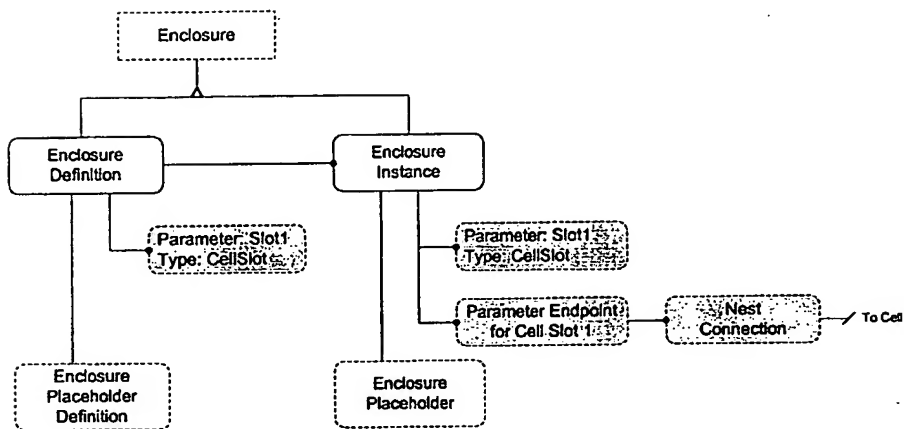 Enclosure
Enclosure
Definition
Enclosure
Instance
Parameter: Slot1
Type: CellSlot
Parameter: Slot1
Type: CellSlot
Parameter Endpoint
for Cell Slot 1
Nest
Connection
To Cell
Enclosure
Placeholder
Definition
Enclosure
Placeholder